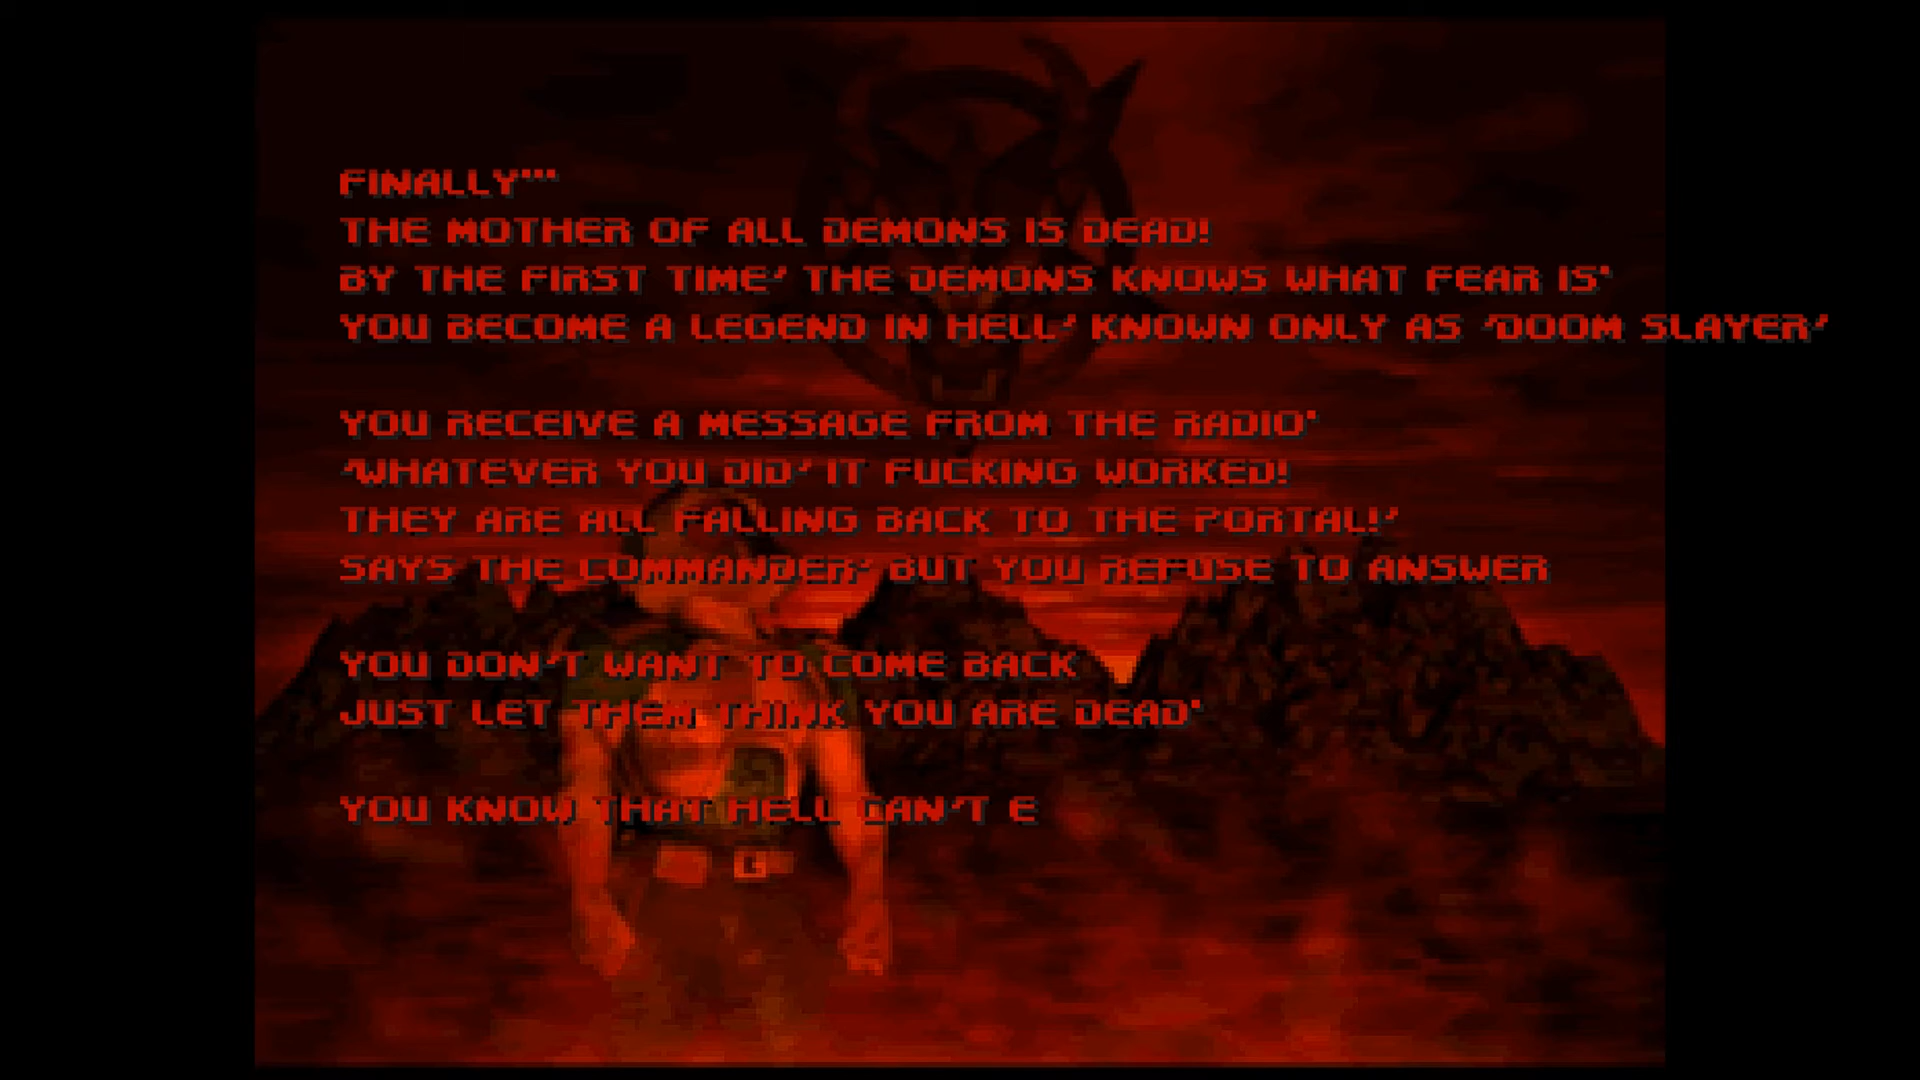 FINALLY""
THE MOTHER OF ALL DEMONS IS DEAD!
BY THE FIRST TIME' THE DEMONS KNOWS WHAT FEAR IS'
YOU BECOME A LEGEND IN HELL' KNOWN ONLY AS 'DOOM SLAYER'
YOU RECEIVE A MESSAGE FROM THE RADIO'
'WHATEVER YOU DID' IT FUCKING WORKED!
THEY ARE ALL FALLING BACK TO THE PORTAL!'
SAYS THE COMMANDER' BUT YOU REFUSE TO ANSWER
YOU DON'T WANT TO COME BACK
JUST LET THEM THINK YOU ARE DEAD'
YOU KNOW THAT HELL CAN'T E